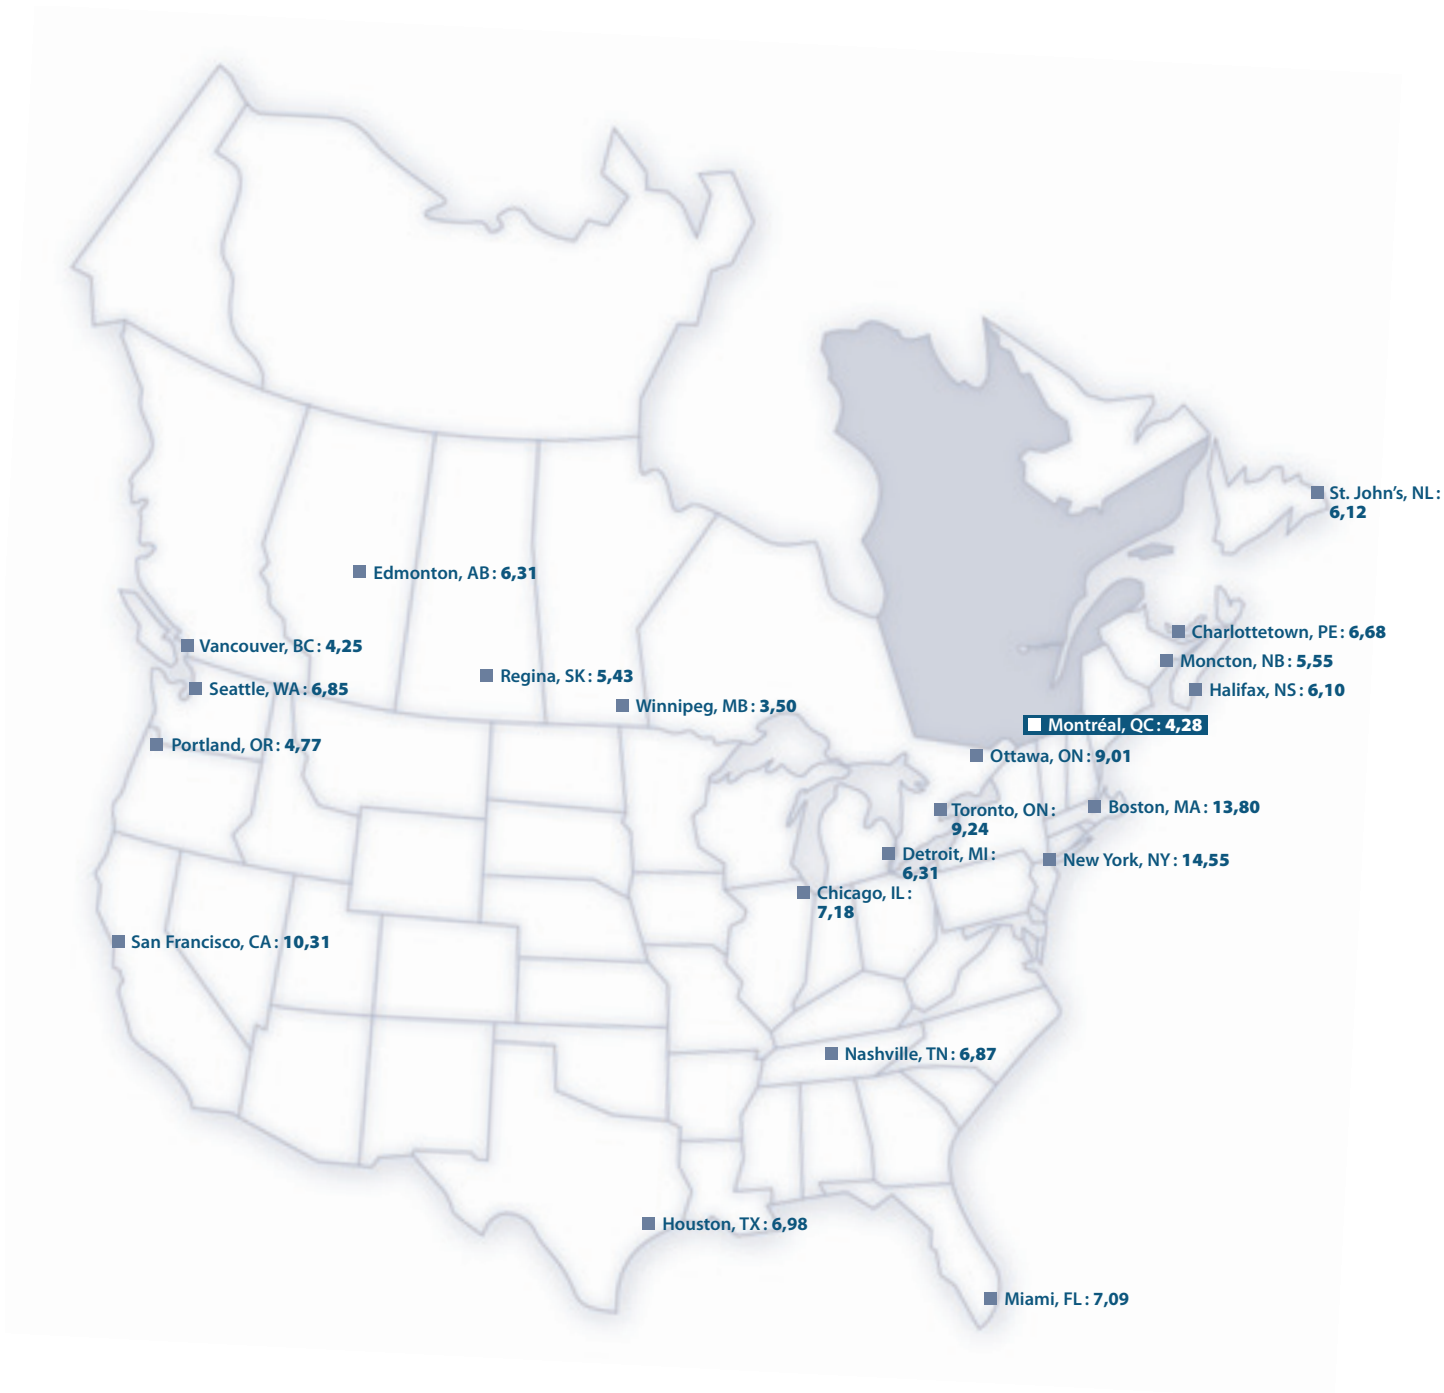 St. John’s, NL :
6,12
Edmonton, AB : 6,31
Charlottetown, PE : 6,68
Vancouver, BC : 4,25
Moncton, NB : 5,55
Regina, SK : 5,43
Seattle, WA : 6,85
Halifax, NS : 6,10
Winnipeg, MB : 3,50
Montréal, QC : 4,28
Portland, OR : 4,77
Ottawa, ON : 9,01
Boston, MA : 13,80
Toronto, ON :
9,24
Detroit, MI :
6,31
New York, NY : 14,55
Chicago, IL :
7,18
San Francisco, CA : 10,31
Nashville, TN : 6,87
Houston, TX : 6,98
Miami, FL : 7,09